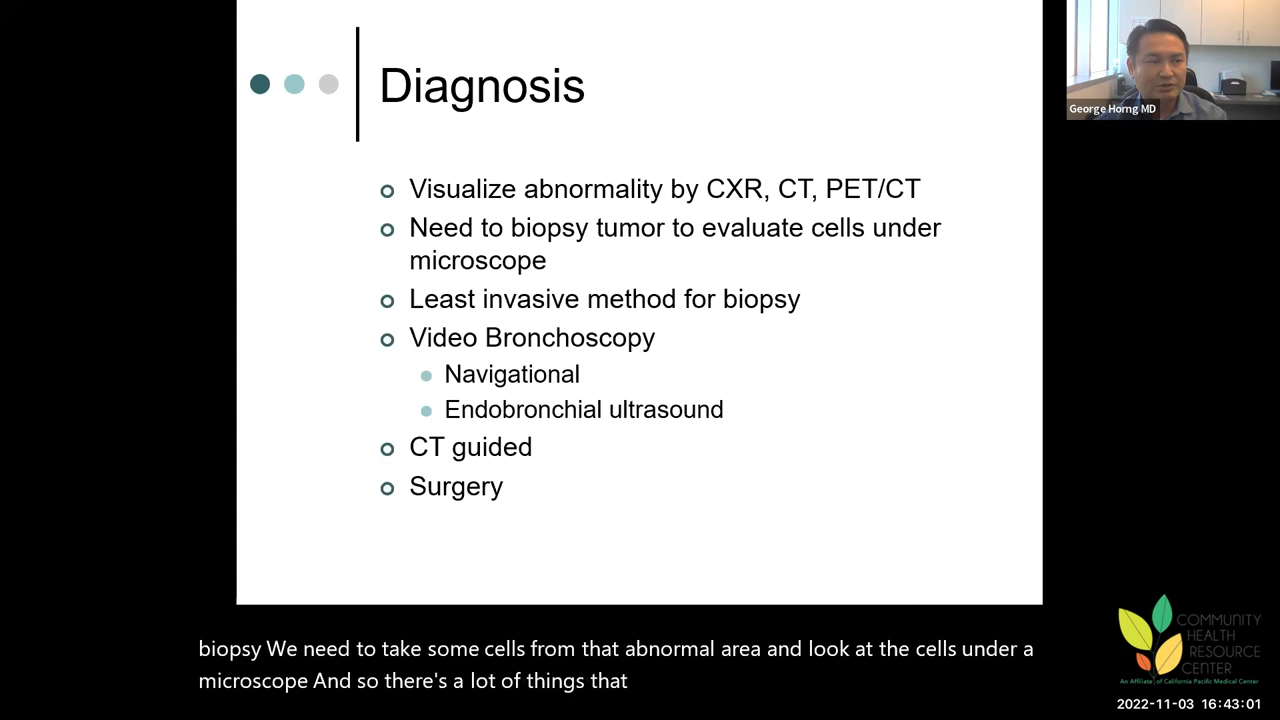 Diagnosis
Visualize abnormality by CXR, CT, PET/CT
Need to biopsy tumor to evaluate cells under
microscope
Least invasive method for biopsy
Video Bronchoscopy
Navigational
Endobronchial ultrasound
CT guided
Surgery
George Horng MD
biopsy We need to take some cells from that abnormal area and look at the cells under a
microscope And so there's a lot of things that
COMMUNITY
HEALTH
RESOURCE
CENTER
An Affiliate of California Pacific Medical Center
2022-11-03 16:43:01